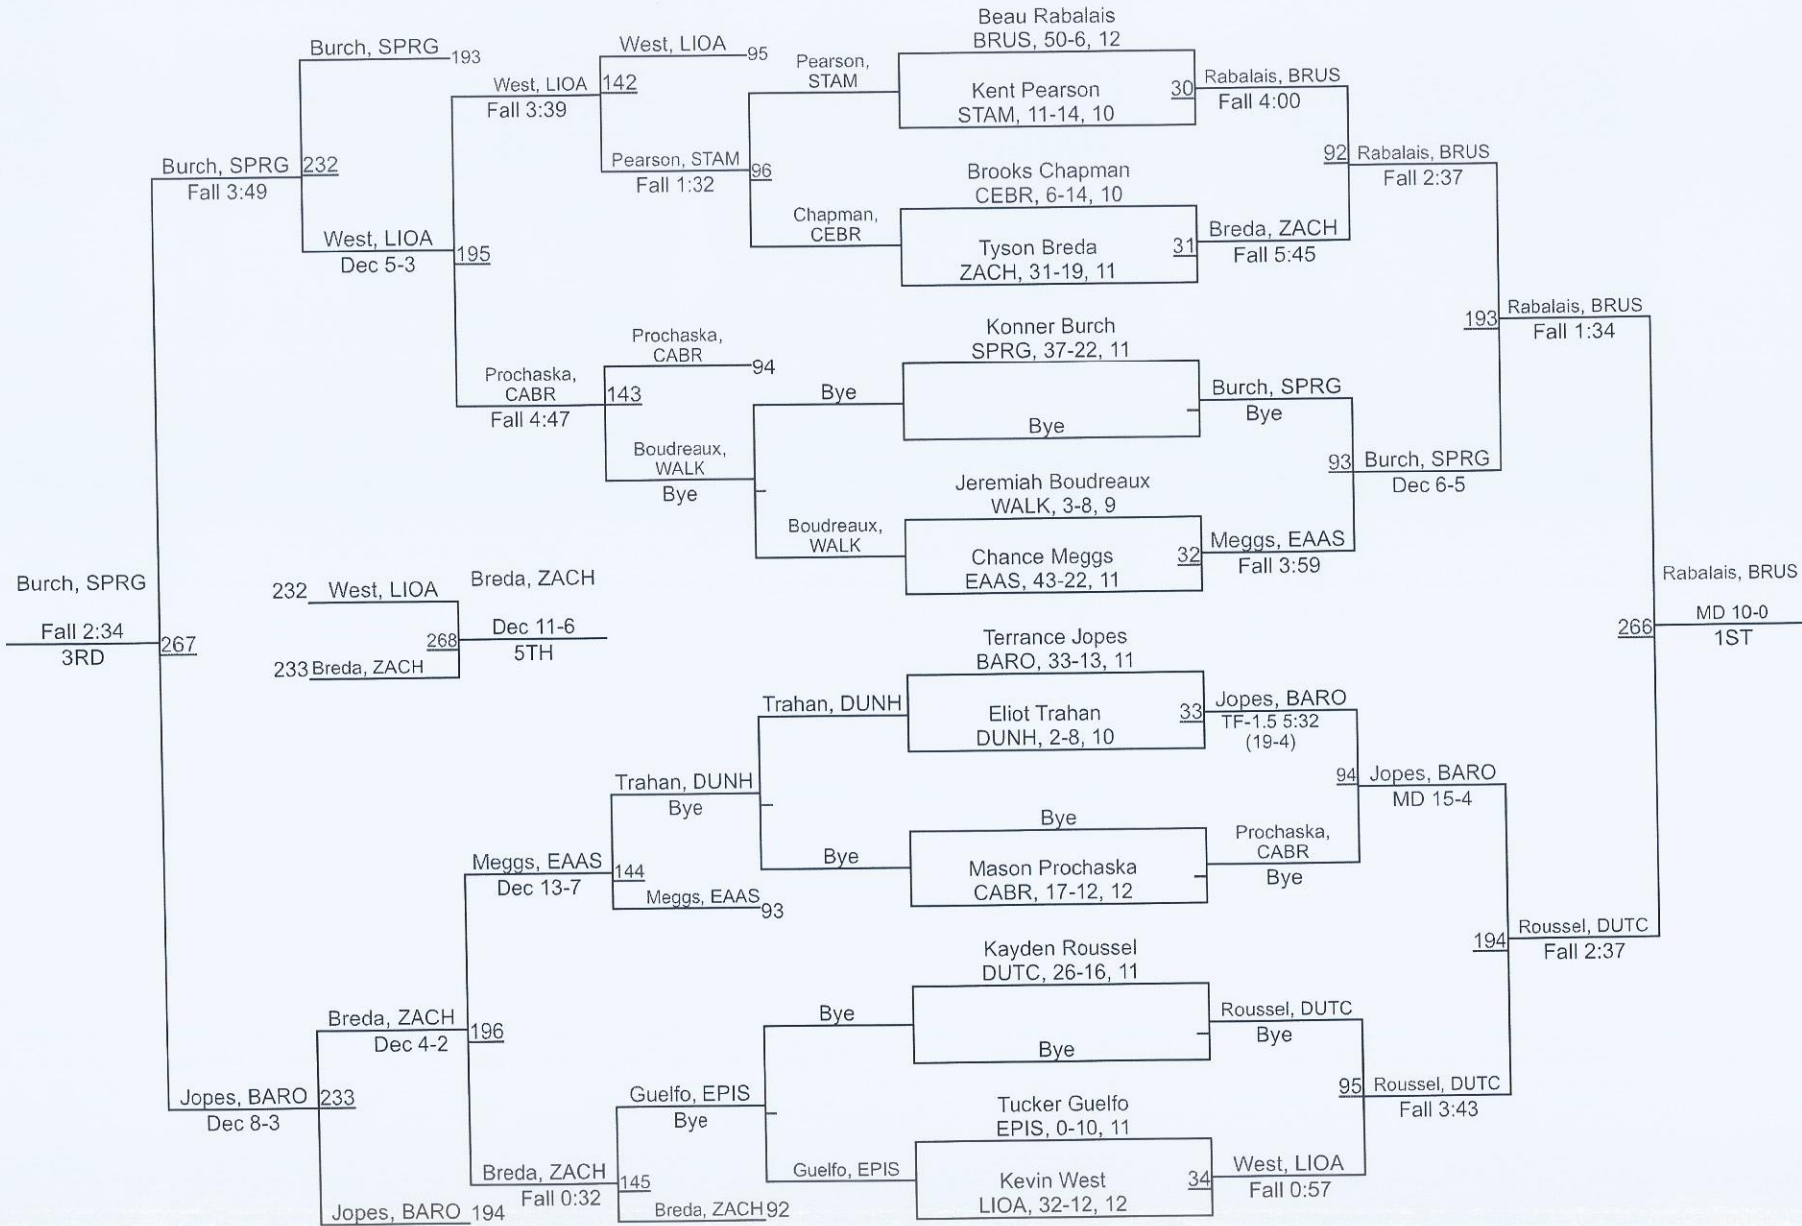 Burch, SPRG
193
West, LIOA
95
West, LIOA
142
Fall 3:39
Pearson, STAM
96
Fall 1:32
Burch, SPRG
232
Fall 3:49
West, LIOA
195
Dec 5-3
Prochaska,
CABR
94
Prochaska,
CABR
143
Fall 4:47
Boudreaux,
WALK
Bye
Pearson,
STAM
Chapman,
CEBR
Bye
Boudreaux,
WALK
Beau Rabalais
BRUS, 50-6, 12
Kent Pearson
30
STAM, 11-14, 10
Brooks Chapman
CEBR, 6-14, 10
Tyson Breda
31
ZACH, 31-19, 11
Konner Burch
SPRG, 37-22, 11
Bye
Jeremiah Boudreaux
WALK, 3-8, 9
Chance Meggs
32
EAAS, 43-22, 11
Rabalais, BRUS
Fall 4:00
Breda, ZACH
Fall 5:45
92
Rabalais, BRUS
Fall 2:37
Burch, SPRG
Bye
Meggs, EAAS
Fall 3:59
93
Burch, SPRG
Dec 6-5
193
Rabalais, BRUS
Fall 1:34
Burch, SPRG
Fall 2:34
3RD
267
232
West, LIOA
233
Breda, ZACH
268
Breda, ZACH
Dec 11-6
5TH
Rabalais, BRUS
266
MD 10-0
1ST
Terrance Jopes
BARO, 33-13, 11
Eliot Trahan
33
DUNH, 2-8, 10
Bye
Mason Prochaska
CABR, 17-12, 12
Kayden Roussel
DUTC, 26-16, 11
Bye
Tucker Guelfo
EPIS, 0-10, 11
Kevin West
34
LIOA, 32-12, 12
Trahan, DUNH
Bye
Trahan, DUNH
Bye
Meggs, EAAS
144
Dec 13-7
Meggs, EAAS
93
Breda, ZACH
196
Dec 4-2
Bye
Guelfo, EPIS
Guelfo, EPIS
Bye
Jopes, BARO
233
Dec 8-3
Breda, ZACH
145
Fall 0:32
Breda, ZACH
92
Jopes, BARO
194
Jopes, BARO
TF-1.5 5:32
(19-4)
Prochaska,
CABR
Bye
94
Jopes, BARO
MD 15-4
Roussel, DUTC
Bye
West, LIOA
Fall 0:57
95
Roussel, DUTC
Fall 3:43
194
Roussel, DUTC
Fall 2:37